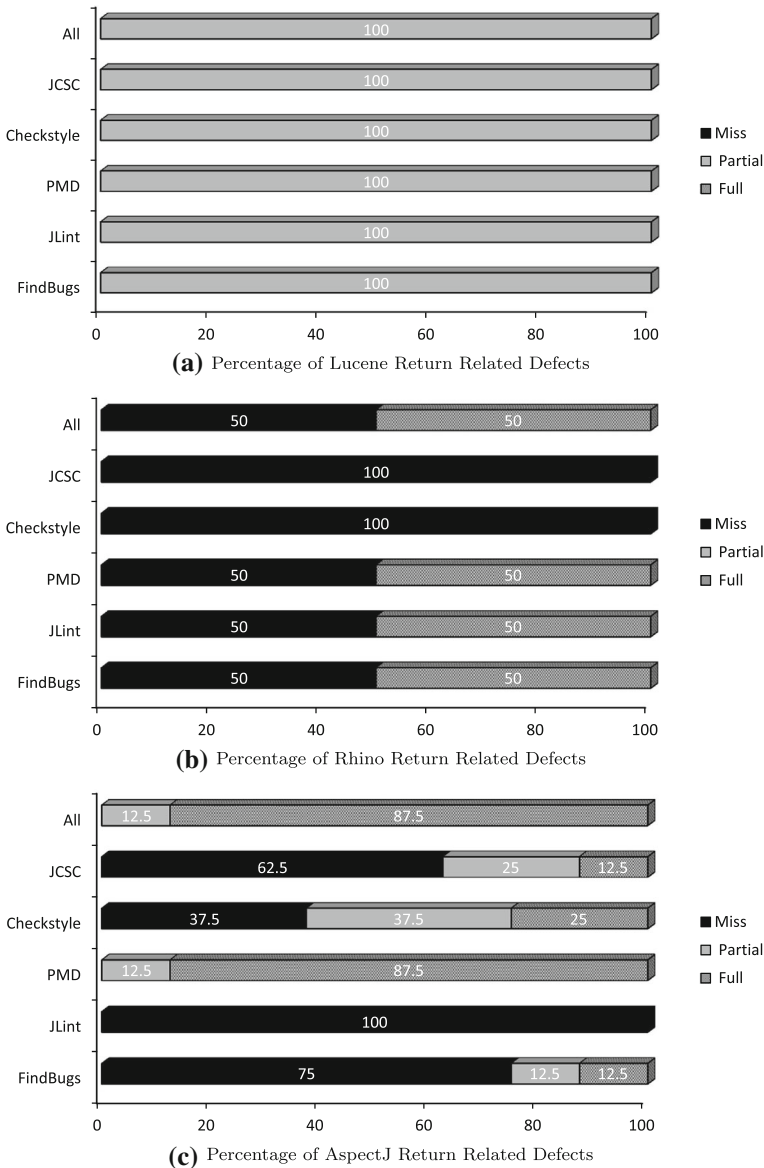 All 100
JCSC 100
Checkstyle 100
PMD 100
JLint 100
FindBugs 100
Miss
Partial
Full
0 20 40 60 80 100
(a) Percentage of Lucene Return Related Defects
All 50 50
JCSC 100
Checkstyle 100
PMD 50 50
JLint 50 50
FindBugs 50 50
Miss
Partial
Full
0 20 40 60 80 100
(b) Percentage of Rhino Return Related Defects
All 12.5 87.5
JCSC 62.5 25 12.5
Checkstyle 37.5 37.5 25
PMD 12.5 87.5
JLint 100
FindBugs 75 12.5 12.5
Miss
Partial
Full
0 20 40 60 80 100
(c) Percentage of AspectJ Return Related Defects